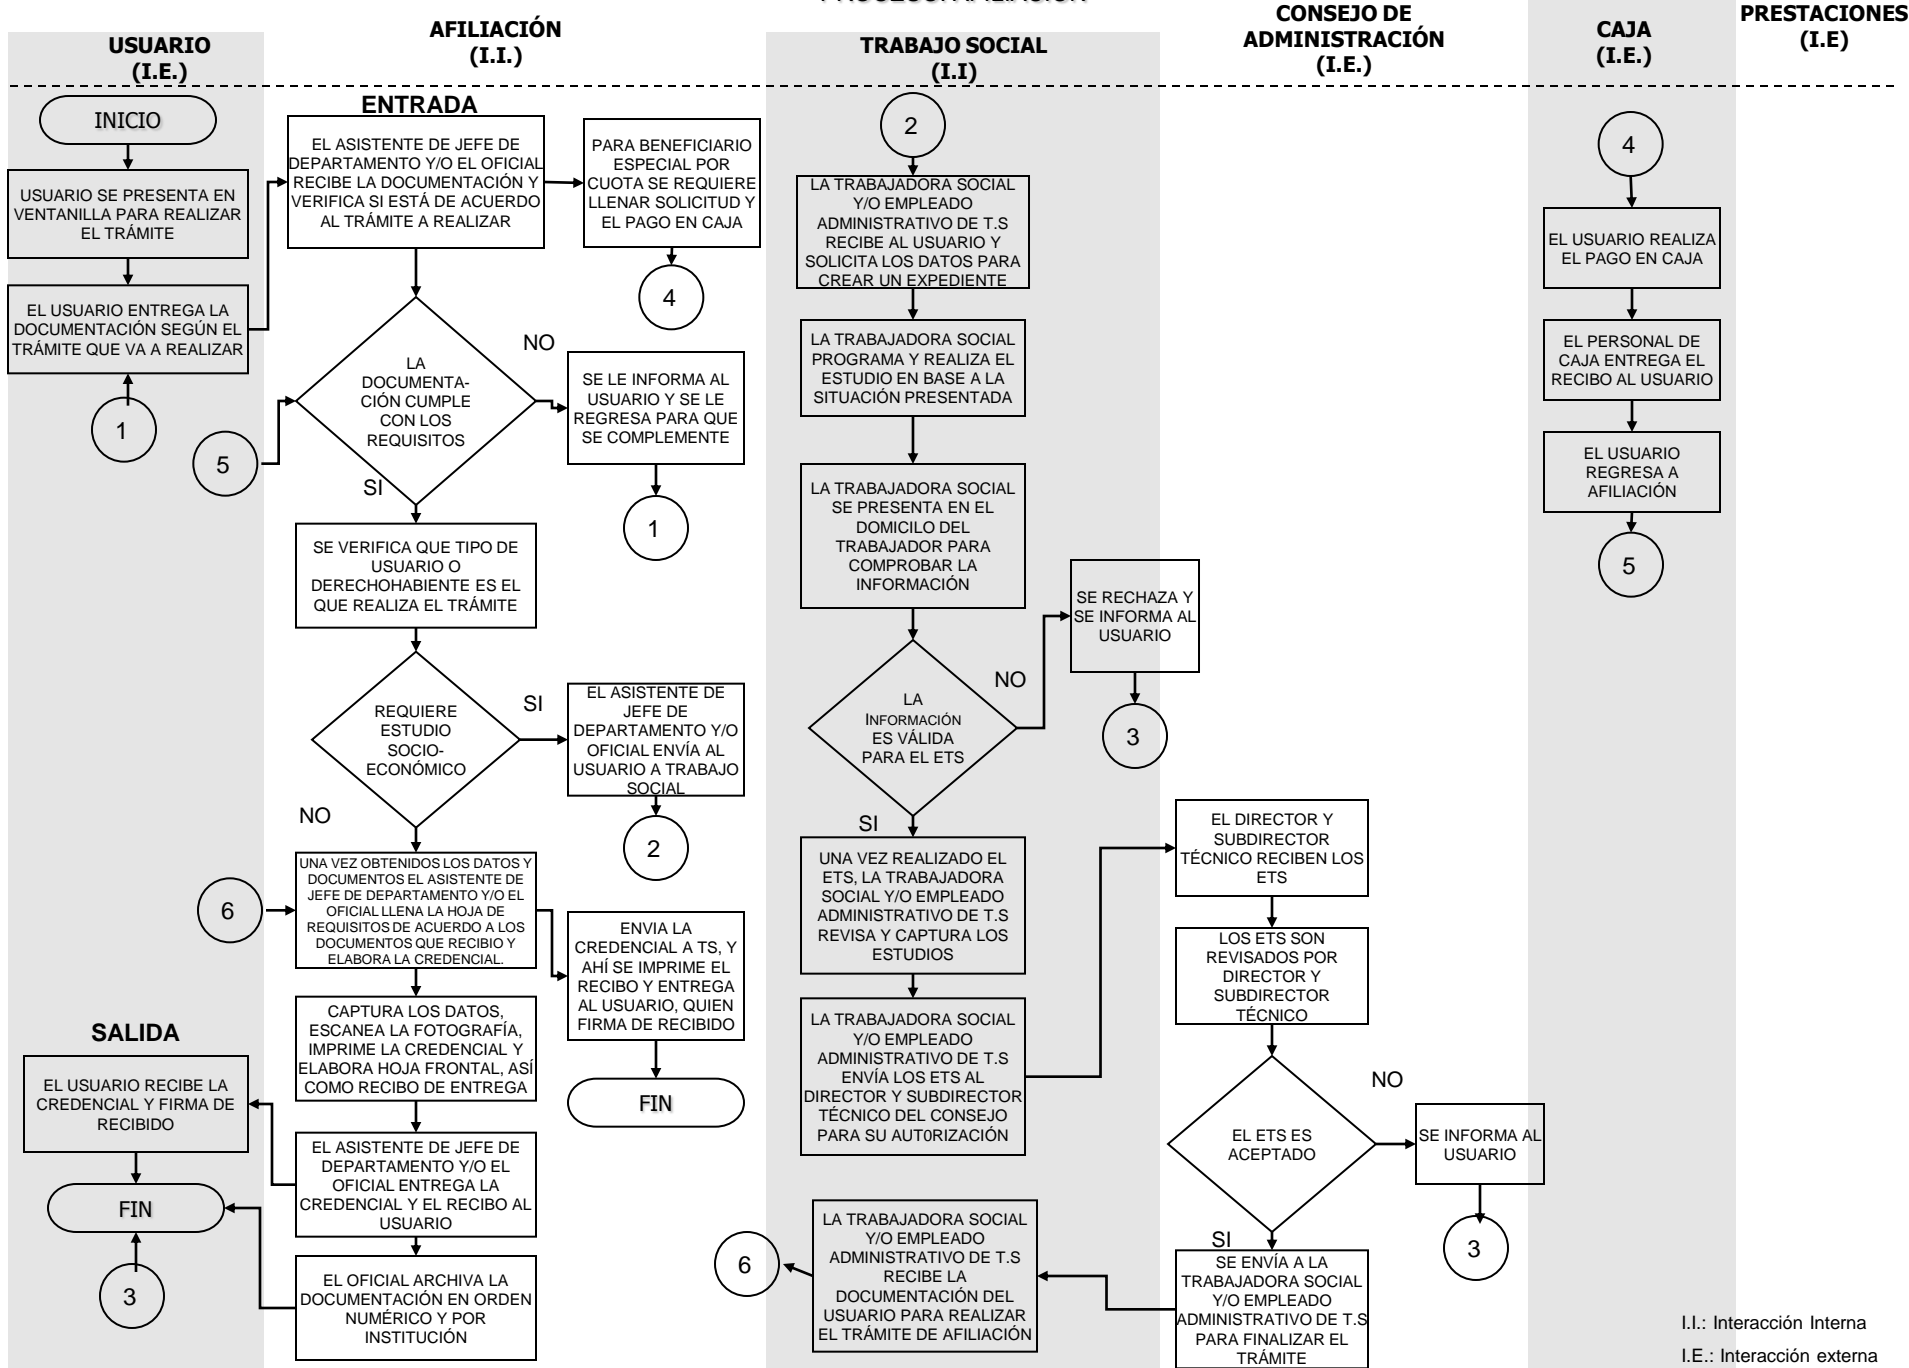 USUARIO
(I.E.)
AFILIACIÓN
(I.I.)
TRABAJO SOCIAL
(I.I)
CONSEJO DE
ADMINISTRACIÓN
(I.E.)
CAJA
(I.E.)
PRESTACIONES
(I.E)
INICIO
USUARIO SE PRESENTA EN
VENTANILLA PARA REALIZAR
EL TRÁMITE
EL USUARIO ENTREGA LA
DOCUMENTACIÓN SEGÚN EL
TRÁMITE QUE VA A REALIZAR
1
5
6
SALIDA
EL USUARIO RECIBE LA
CREDENCIAL Y FIRMA DE
RECIBIDO
FIN
3
ENTRADA
EL ASISTENTE DE JEFE DE
DEPARTAMENTO Y/O EL OFICIAL
RECIBE LA DOCUMENTACIÓN Y
VERIFICA SI ESTÁ DE ACUERDO
AL TRÁMITE A REALIZAR
PARA BENEFICIARIO
ESPECIAL POR
CUOTA SE REQUIERE
LLENAR SOLICITUD Y
EL PAGO EN CAJA
4
LA
DOCUMENTA-
CIÓN CUMPLE
CON LOS
REQUISITOS
NO
SE LE INFORMA AL
USUARIO Y SE LE
REGRESA PARA QUE
SE COMPLEMENTE
1
SI
SE VERIFICA QUE TIPO DE
USUARIO O
DERECHOHABIENTE ES EL
QUE REALIZA EL TRÁMITE
REQUIERE
ESTUDIO
SOCIO-
ECONÓMICO
SI
EL ASISTENTE DE
JEFE DE
DEPARTAMENTO Y/O
OFICIAL ENVÍA AL
USUARIO A TRABAJO
SOCIAL
2
NO
UNA VEZ OBTENIDOS LOS DATOS Y
DOCUMENTOS EL ASISTENTE DE
JEFE DE DEPARTAMENTO Y/O EL
OFICIAL LLENA LA HOJA DE
REQUISITOS DE ACUERDO A LOS
DOCUMENTOS QUE RECIBIO Y
ELABORA LA CREDENCIAL.
ENVIA LA
CREDENCIAL A TS, Y
AHÍ SE IMPRIME EL
RECIBO Y ENTREGA
AL USUARIO, QUIEN
FIRMA DE RECIBIDO
FIN
CAPTURA LOS DATOS,
ESCANEA LA FOTOGRAFÍA,
IMPRIME LA CREDENCIAL Y
ELABORA HOJA FRONTAL, ASÍ
COMO RECIBO DE ENTREGA
EL ASISTENTE DE JEFE DE
DEPARTAMENTO Y/O EL
OFICIAL ENTREGA LA
CREDENCIAL Y EL RECIBO AL
USUARIO
EL OFICIAL ARCHIVA LA
DOCUMENTACIÓN EN ORDEN
NUMÉRICO Y POR
INSTITUCIÓN
2
LA TRABAJADORA SOCIAL
Y/O EMPLEADO
ADMINISTRATIVO DE T.S
RECIBE AL USUARIO Y
SOLICITA LOS DATOS PARA
CREAR UN EXPEDIENTE
LA TRABAJADORA SOCIAL
PROGRAMA Y REALIZA EL
ESTUDIO EN BASE A LA
SITUACIÓN PRESENTADA
LA TRABAJADORA SOCIAL
SE PRESENTA EN EL
DOMICILO DEL
TRABAJADOR PARA
COMPROBAR LA
INFORMACIÓN
LA
INFORMACIÓN
ES VÁLIDA
PARA EL ETS
NO
SE RECHAZA Y
SE INFORMA AL
USUARIO
3
SI
UNA VEZ REALIZADO EL
ETS, LA TRABAJADORA
SOCIAL Y/O EMPLEADO
ADMINISTRATIVO DE T.S
REVISA Y CAPTURA LOS
ESTUDIOS
LA TRABAJADORA SOCIAL
Y/O EMPLEADO
ADMINISTRATIVO DE T.S
ENVÍA LOS ETS AL
DIRECTOR Y SUBDIRECTOR
TÉCNICO DEL CONSEJO
PARA SU AUT0RIZACIÓN
LA TRABAJADORA SOCIAL
Y/O EMPLEADO
ADMINISTRATIVO DE T.S
RECIBE LA
DOCUMENTACIÓN DEL
USUARIO PARA REALIZAR
EL TRÁMITE DE AFILIACIÓN
6
EL DIRECTOR Y
SUBDIRECTOR
TÉCNICO RECIBEN LOS
ETS
LOS ETS SON
REVISADOS POR
DIRECTOR Y
SUBDIRECTOR
TÉCNICO
EL ETS ES
ACEPTADO
NO
SE INFORMA AL
USUARIO
3
SI
SE ENVÍA A LA
TRABAJADORA SOCIAL
Y/O EMPLEADO
ADMINISTRATIVO DE T.S
PARA FINALIZAR EL
TRÁMITE
4
EL USUARIO REALIZA
EL PAGO EN CAJA
EL PERSONAL DE
CAJA ENTREGA EL
RECIBO AL USUARIO
EL USUARIO
REGRESA A
AFILIACIÓN
5
I.I.: Interacción Interna
I.E.: Interacción externa